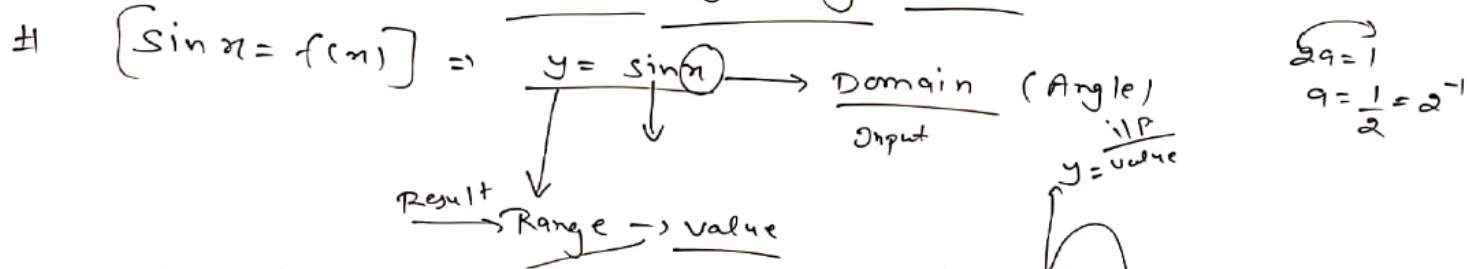 # [Sin x = f(x)] => y = sin x → Domain (Angle)
Input
i/p
y = value
Result → Range → value
2a = 1
a = 1/2 = 2^-1